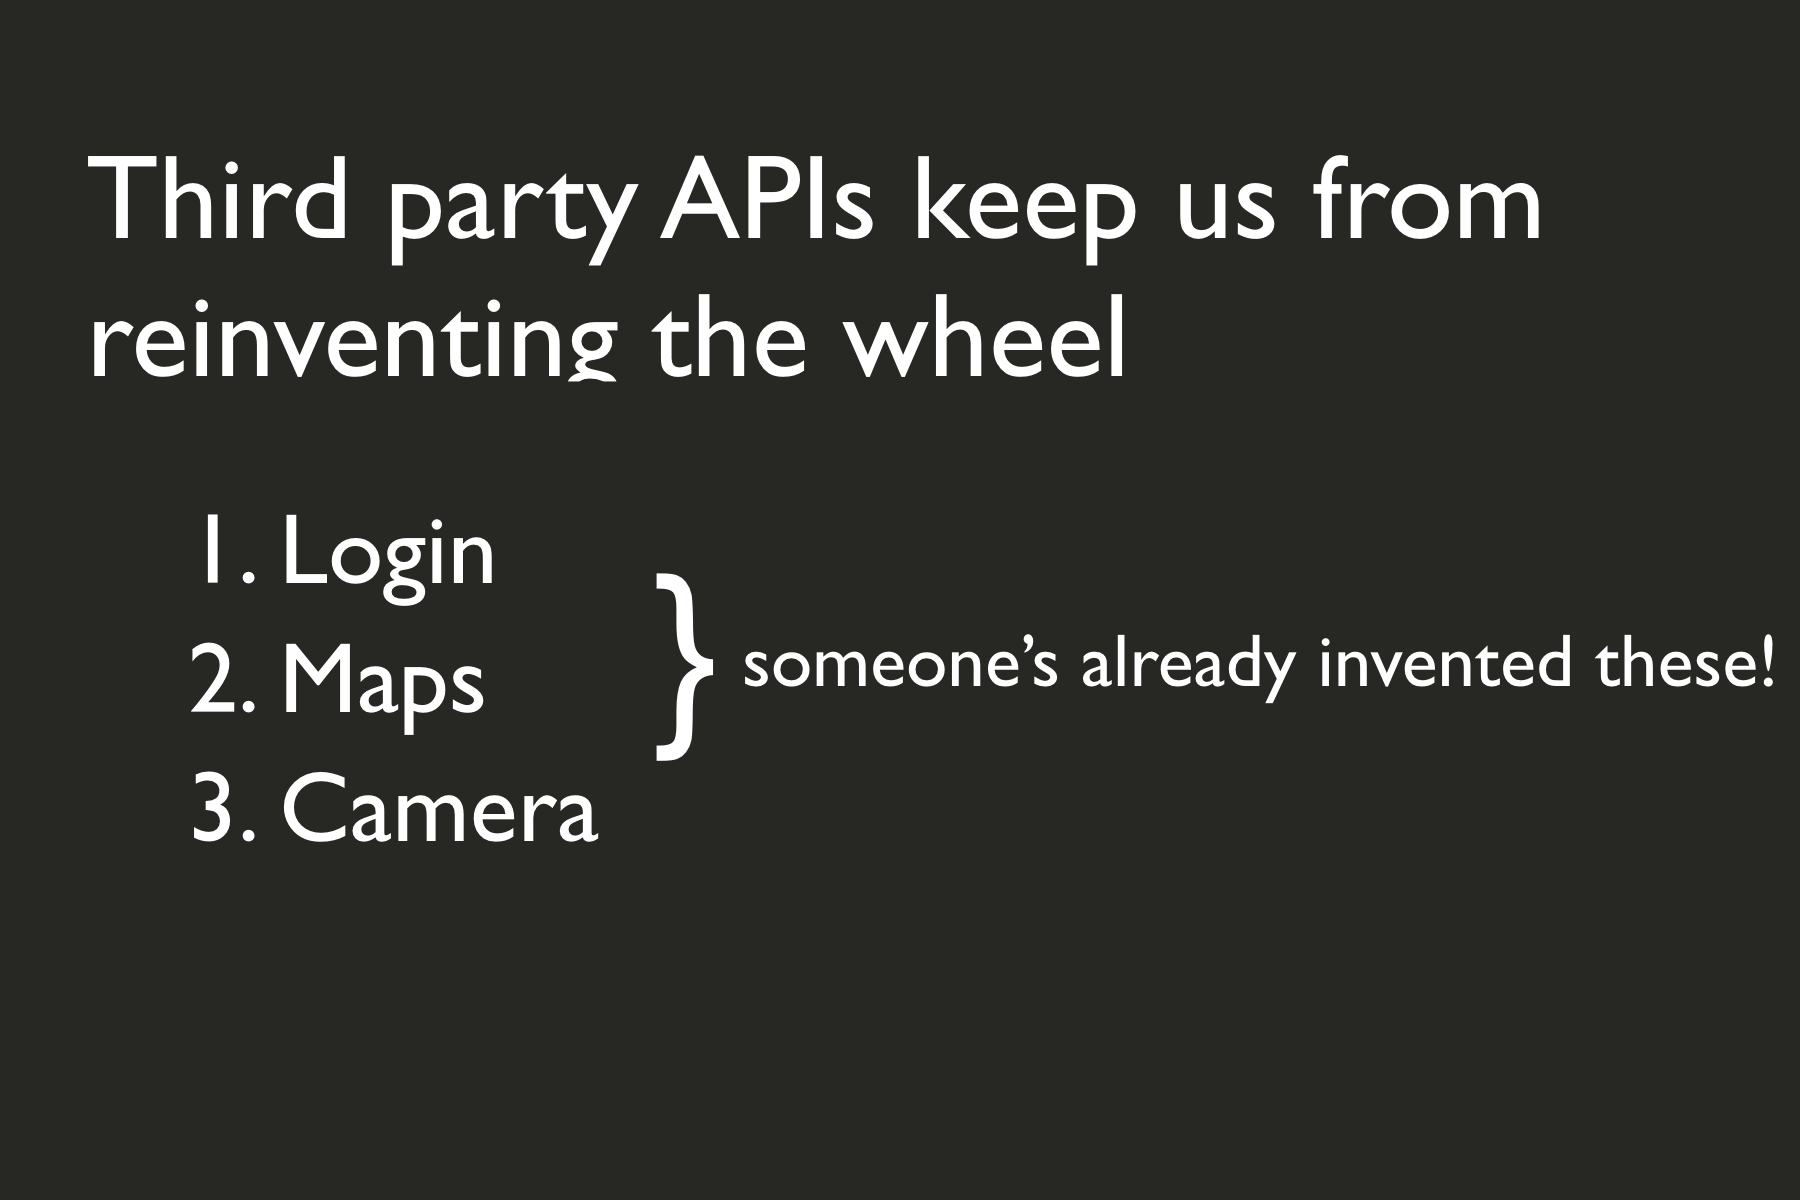 Third party APIs keep us from
reinventing the wheel
1. Login
2. Maps
3. Camera
} someone’s already invented these!